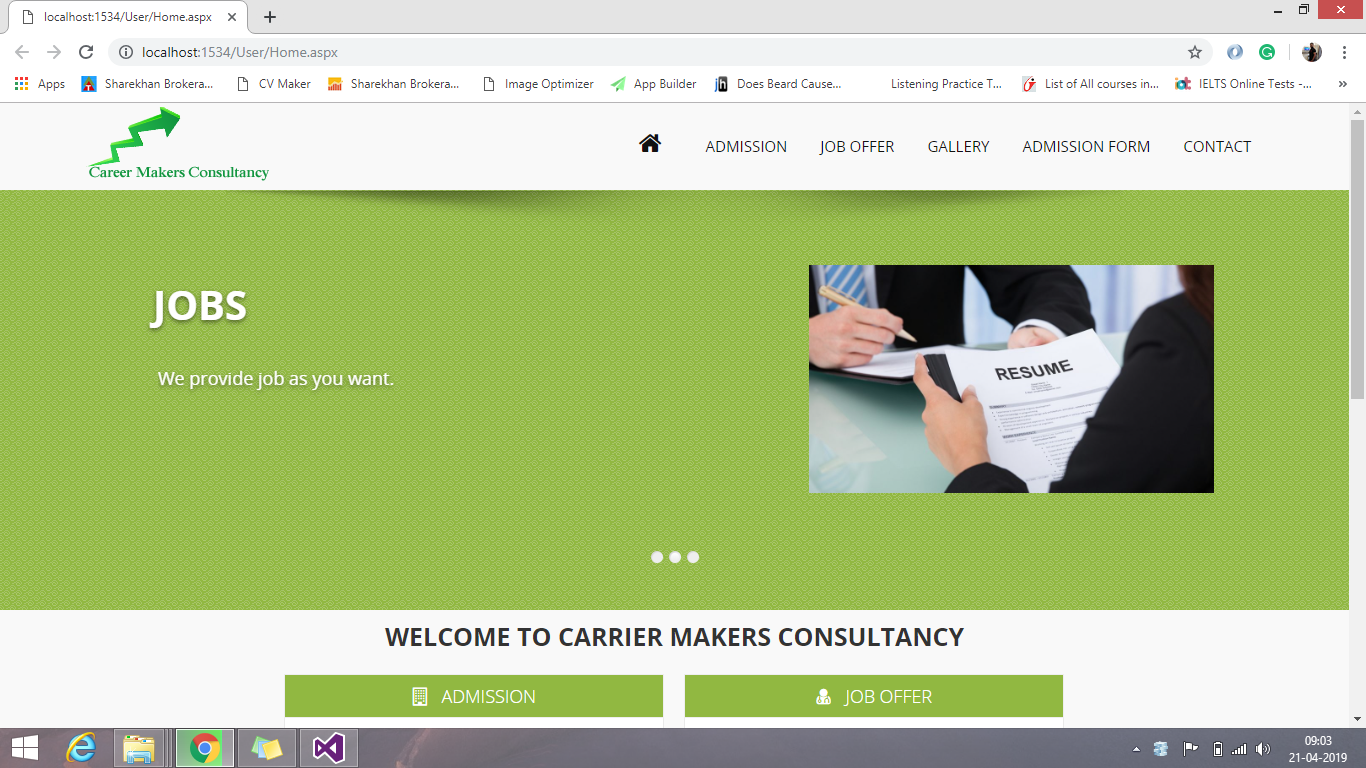 localhost:1534/User/Home.aspx
localhost:1534/User/Home.aspx
Apps Sharekhan Brokera... CV Maker Sharekhan Brokera... Image Optimizer App Builder Does Beard Cause... Listening Practice T... List of All courses in... IELTS Online Tests -... »
Career Makers Consultancy
ADMISSION JOB OFFER GALLERY ADMISSION FORM CONTACT
JOBS
We provide job as you want.
RESUME
WELCOME TO CARRIER MAKERS CONSULTANCY
ADMISSION JOB OFFER
09:03
21-04-2019